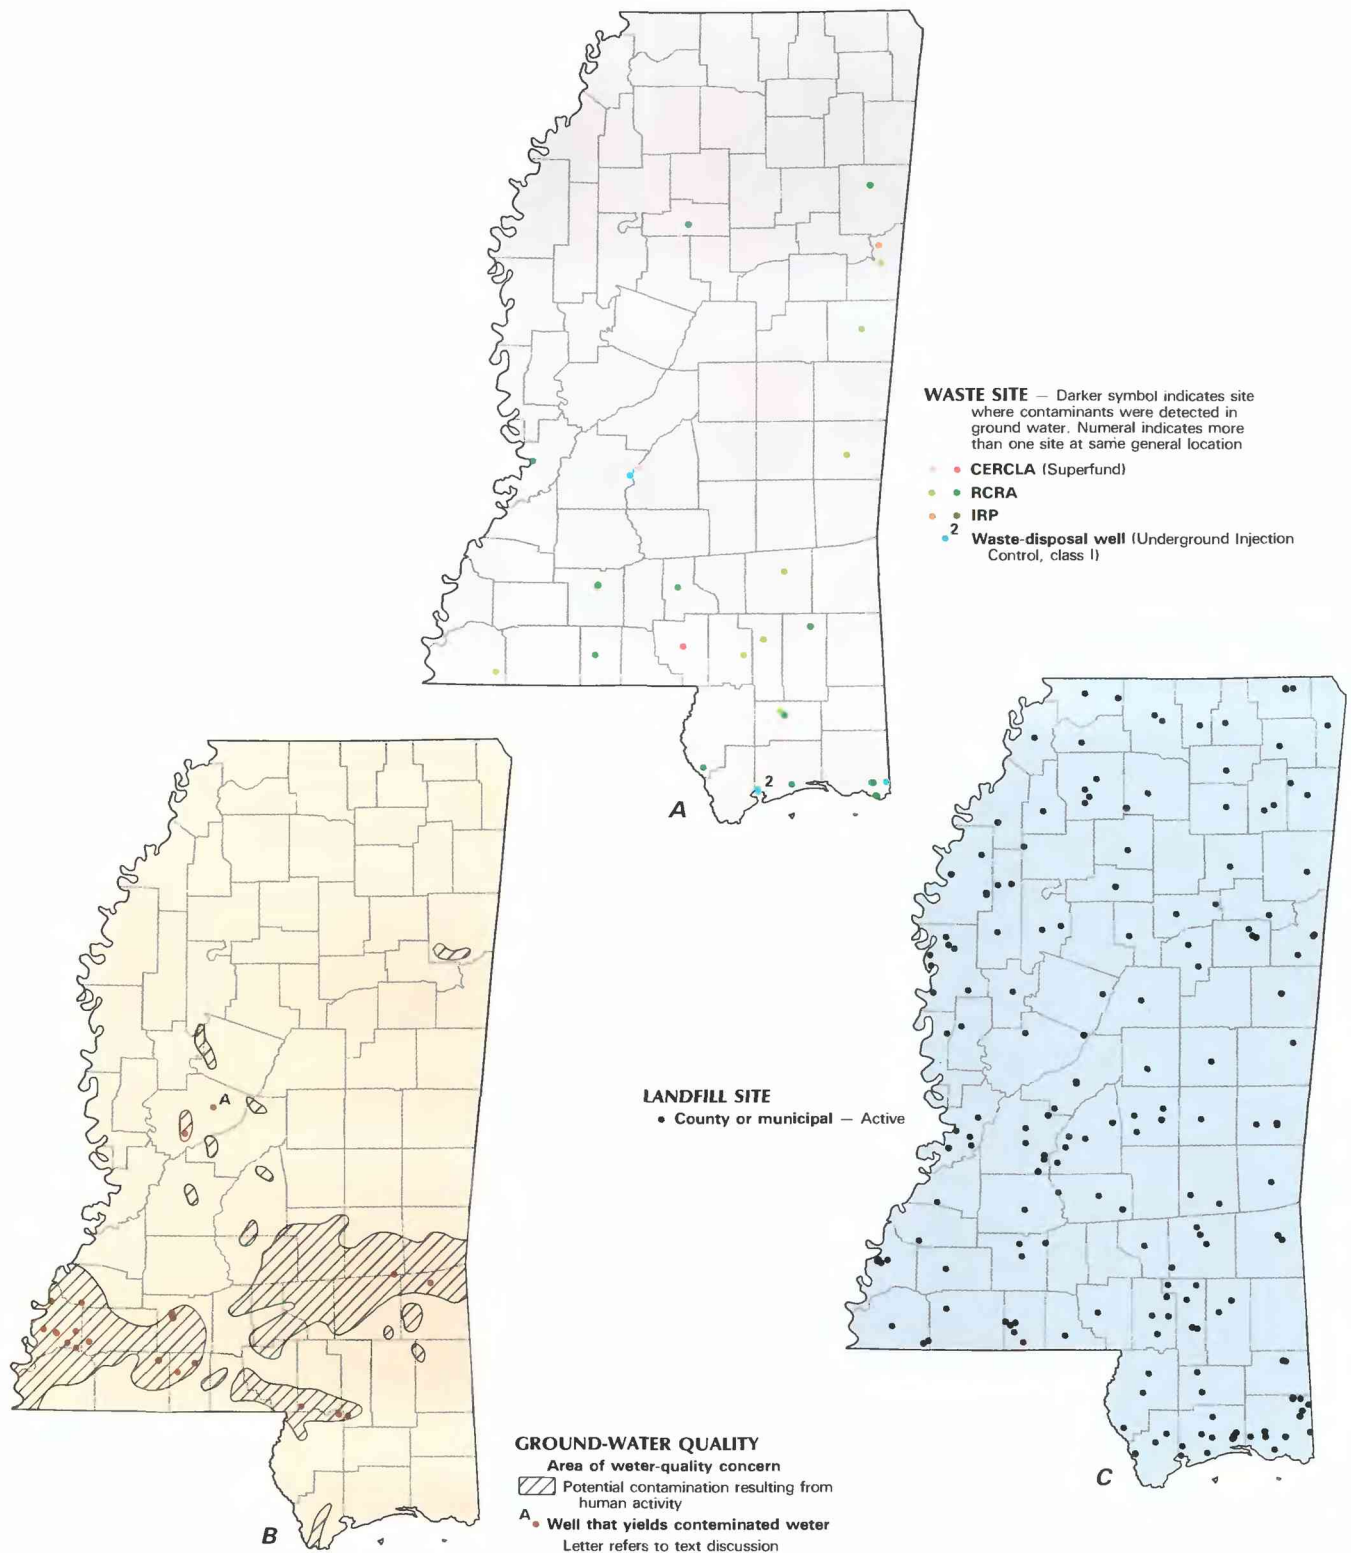 WASTE SITE — Darker symbol indicates site
where contaminants were detected in
ground water. Numeral indicates more
than one site at same general location
CERCLA (Superfund)
RCRA
IRP
2 Waste-disposal well (Underground Injection
Control, class I)
2
A
LANDFILL SITE
County or municipal — Active
C
A
GROUND-WATER QUALITY
Area of weter-quality concern
Potential contamination resulting from
human activity
A Well that yields contaminated weter
Letter refers to text discussion
B